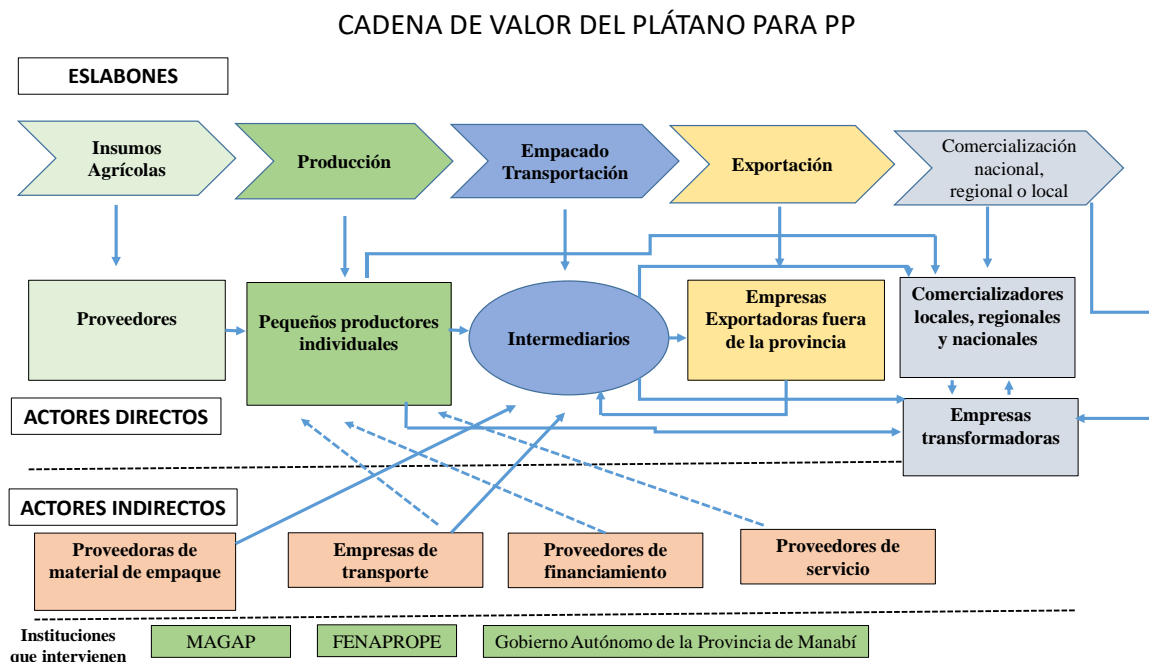 CADENA DE VALOR DEL PLÁTANO PARA PP
ESLABONES
Insumos
Agrícolas
Producción
Empacado
Transportación
Exportación
Comercialización
nacional,
regional o local
Proveedores
Pequeños productores
individuales
Intermediarios
Empresas
Exportadoras fuera
de la provincia
Comercializadores
locales, regionales
y nacionales
ACTORES DIRECTOS
Empresas
transformadoras
ACTORES INDIRECTOS
Proveedoras de
material de empaque
Empresas de
transporte
Proveedores de
financiamiento
Proveedores de
servicio
Instituciones
que intervienen
MAGAP
FENAPROPE
Gobierno Autónomo de la Provincia de Manabí